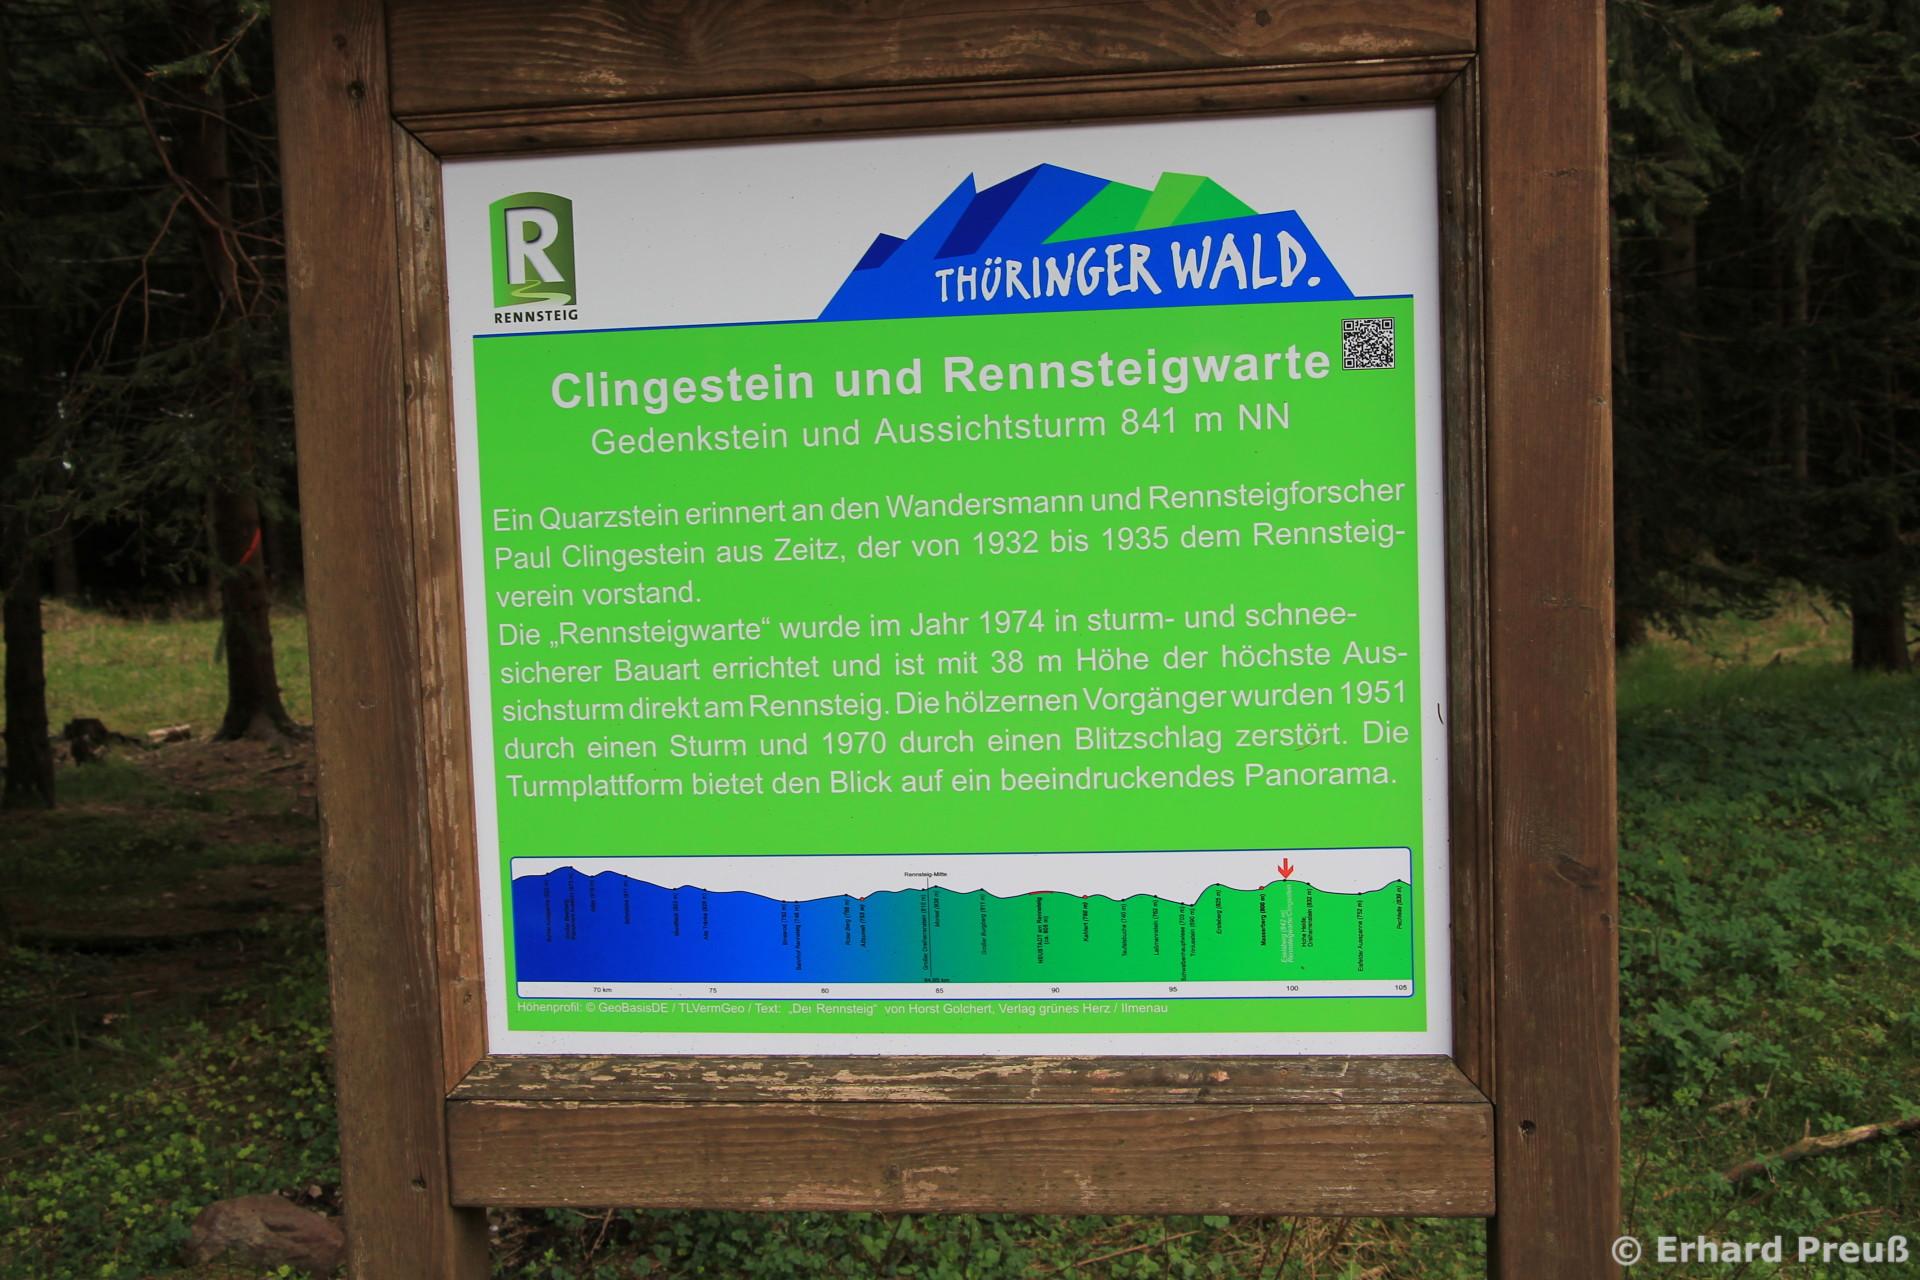 R
RENNSTEIG
THÜRINGER WALD.
Clingestein und Rennsteigwarte
Gedenkstein und Aussichtsturm 841 m NN
Ein Quarzstein erinnert an den Wandersmann und Rennsteigforscher
Paul Clingestein aus Zeitz, der von 1932 bis 1935 dem Rennsteig-
verein vorstand.
Die „Rennsteigwarte“ wurde im Jahr 1974 in sturm- und schnee-
sicherer Bauart errichtet und ist mit 38 m Höhe der höchste Aus-
sichsturm direkt am Rennsteig. Die hölzernen Vorgänger wurden 1951
durch einen Sturm und 1970 durch einen Blitzschlag zerstört. Die
Turmplattform bietet den Blick auf ein beeindruckendes Panorama.
Rennsteig-Mitte
70 km 75 80 85 90 95 100 105
Höhenprofil: © GeoBasisDE / TLVermGeo / Text: „Der Rennsteig“ von Horst Golchert, Verlag grünes Herz / Ilmenau
© Erhard Preuß